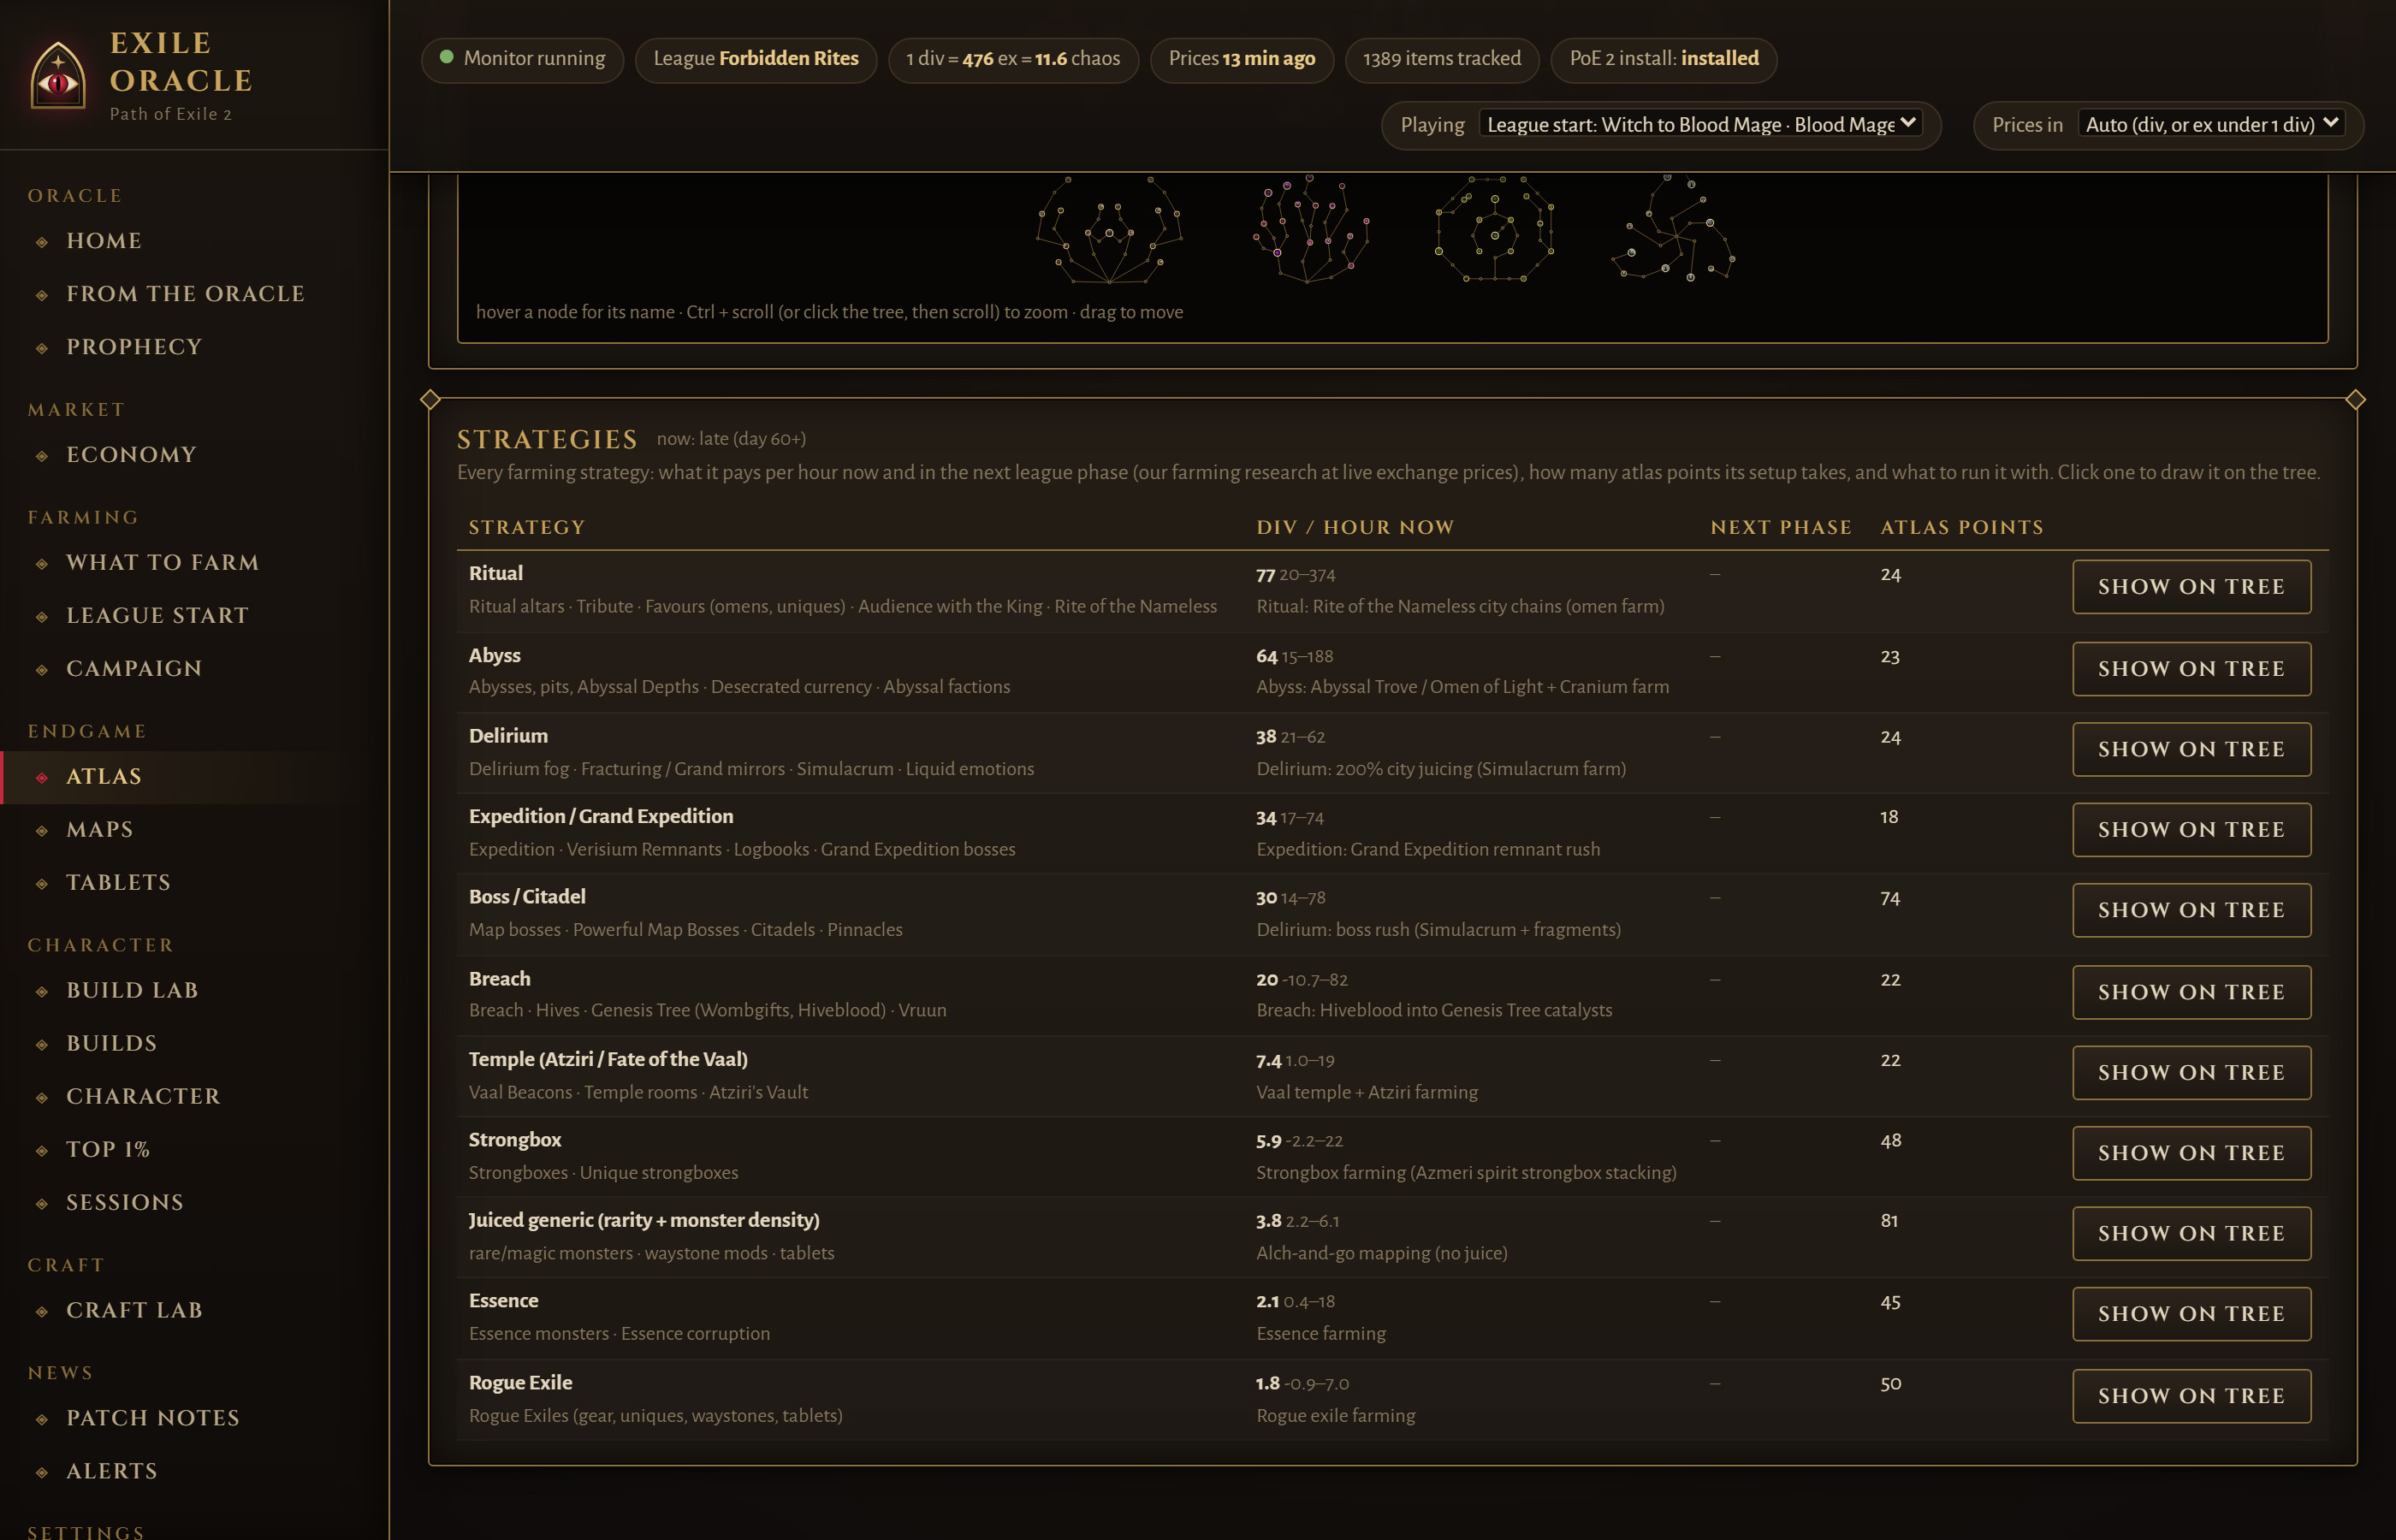 EXILE
ORACLE
Path of Exile 2
ORACLE
HOME
FROM THE ORACLE
PROPHECY
MARKET
ECONOMY
FARMING
WHAT TO FARM
LEAGUE START
CAMPAIGN
ENDGAME
ATLAS
MAPS
TABLETS
CHARACTER
BUILD LAB
BUILDS
CHARACTER
TOP 1%
SESSIONS
CRAFT
CRAFT LAB
NEWS
PATCH NOTES
ALERTS
SETTINGS
Monitor running
League Forbidden Rites
1 div = 476 ex = 11.6 chaos
Prices 13 min ago
1389 items tracked
PoE 2 install: installed
Playing League start: Witch to Blood Mage · Blood Mage
Prices in Auto (div, or ex under 1 div)
hover a node for its name · Ctrl + scroll (or click the tree, then scroll) to zoom · drag to move
STRATEGIES now: late (day 60+)
Every farming strategy: what it pays per hour now and in the next league phase (our farming research at live exchange prices), how many atlas points its setup takes, and what to run it with. Click one to draw it on the tree.
STRATEGY DIV / HOUR NOW NEXT PHASE ATLAS POINTS
Ritual 77 20–374 – 24 SHOW ON TREE
Ritual altars · Tribute · Favours (omens, uniques) · Audience with the King · Rite of the Nameless Ritual: Rite of the Nameless city chains (omen farm)
Abyss 64 15–188 – 23 SHOW ON TREE
Abysses, pits, Abyssal Depths · Desecrated currency · Abyssal factions Abyss: Abyssal Trove / Omen of Light + Cranium farm
Delirium 38 21–62 – 24 SHOW ON TREE
Delirium fog · Fracturing / Grand mirrors · Simulacrum · Liquid emotions Delirium: 200% city juicing (Simulacrum farm)
Expedition / Grand Expedition 34 17–74 – 18 SHOW ON TREE
Expedition · Verisium Remnants · Logbooks · Grand Expedition bosses Expedition: Grand Expedition remnant rush
Boss / Citadel 30 14–78 – 74 SHOW ON TREE
Map bosses · Powerful Map Bosses · Citadels · Pinnacles Delirium: boss rush (Simulacrum + fragments)
Breach 20 -10.7–82 – 22 SHOW ON TREE
Breach · Hives · Genesis Tree (Wombgifts, Hiveblood) · Vruun Breach: Hiveblood into Genesis Tree catalysts
Temple (Atziri / Fate of the Vaal) 7.4 1.0–19 – 22 SHOW ON TREE
Vaal Beacons · Temple rooms · Atziri's Vault Vaal temple + Atziri farming
Strongbox 5.9 -2.2–22 – 48 SHOW ON TREE
Strongboxes · Unique strongboxes Strongbox farming (Azmeri spirit strongbox stacking)
Juiced generic (rarity + monster density) 3.8 2.2–6.1 – 81 SHOW ON TREE
rare/magic monsters · waystone mods · tablets Alch-and-go mapping (no juice)
Essence 2.1 0.4–18 – 45 SHOW ON TREE
Essence monsters · Essence corruption Essence farming
Rogue Exile 1.8 -0.9–7.0 – 50 SHOW ON TREE
Rogue Exiles (gear, uniques, waystones, tablets) Rogue exile farming